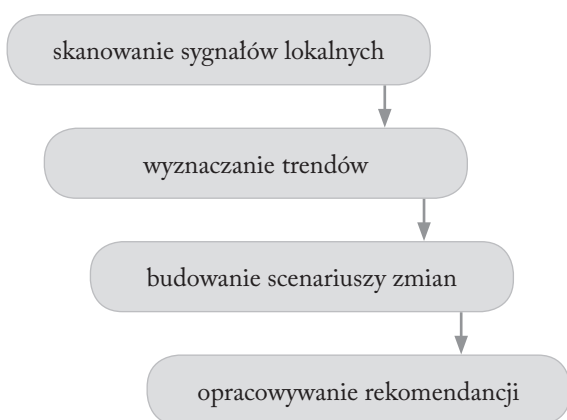 skanowanie sygnałów lokalnych
wyznaczanie trendów
budowanie scenariuszy zmian
opracowywanie rekomendancji